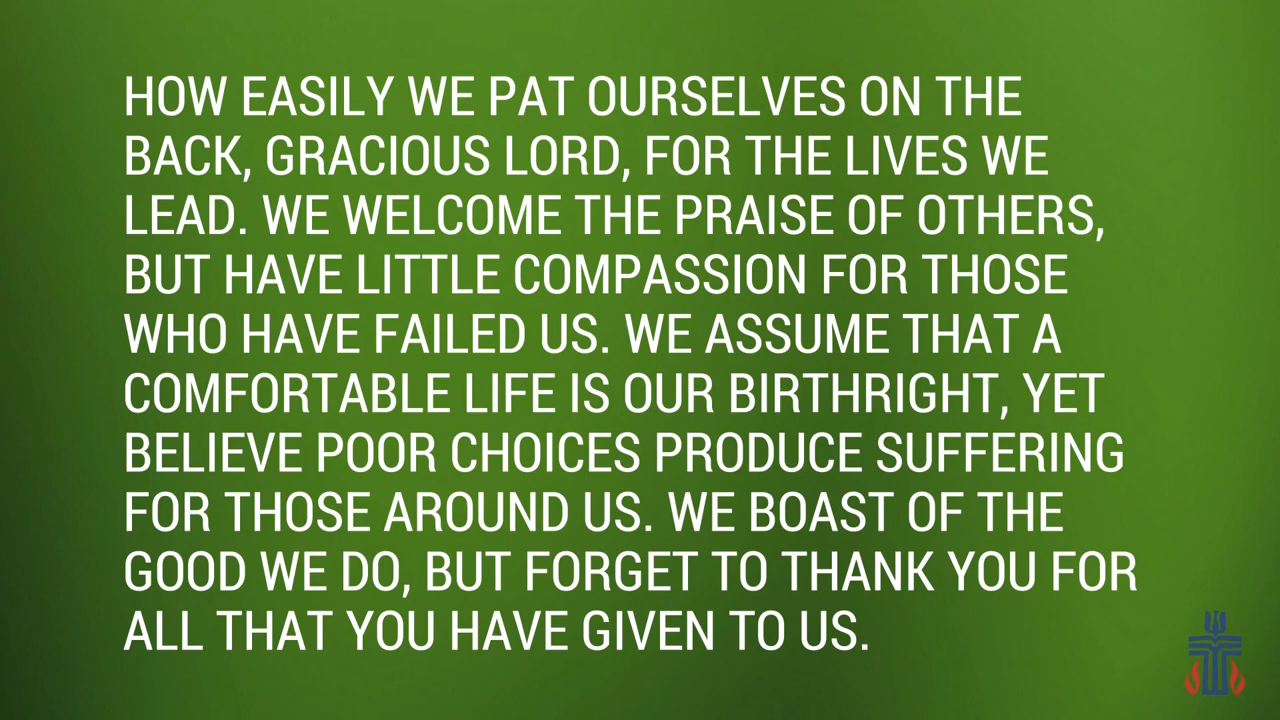 HOW EASILY WE PAT OURSELVES ON THE
BACK, GRACIOUS LORD, FOR THE LIVES WE
LEAD. WE WELCOME THE PRAISE OF OTHERS,
BUT HAVE LITTLE COMPASSION FOR THOSE
WHO HAVE FAILED US. WE ASSUME THAT A
COMFORTABLE LIFE IS OUR BIRTHRIGHT, YET
BELIEVE POOR CHOICES PRODUCE SUFFERING
FOR THOSE AROUND US. WE BOAST OF THE
GOOD WE DO, BUT FORGET TO THANK YOU FOR
ALL THAT YOU HAVE GIVEN TO US.